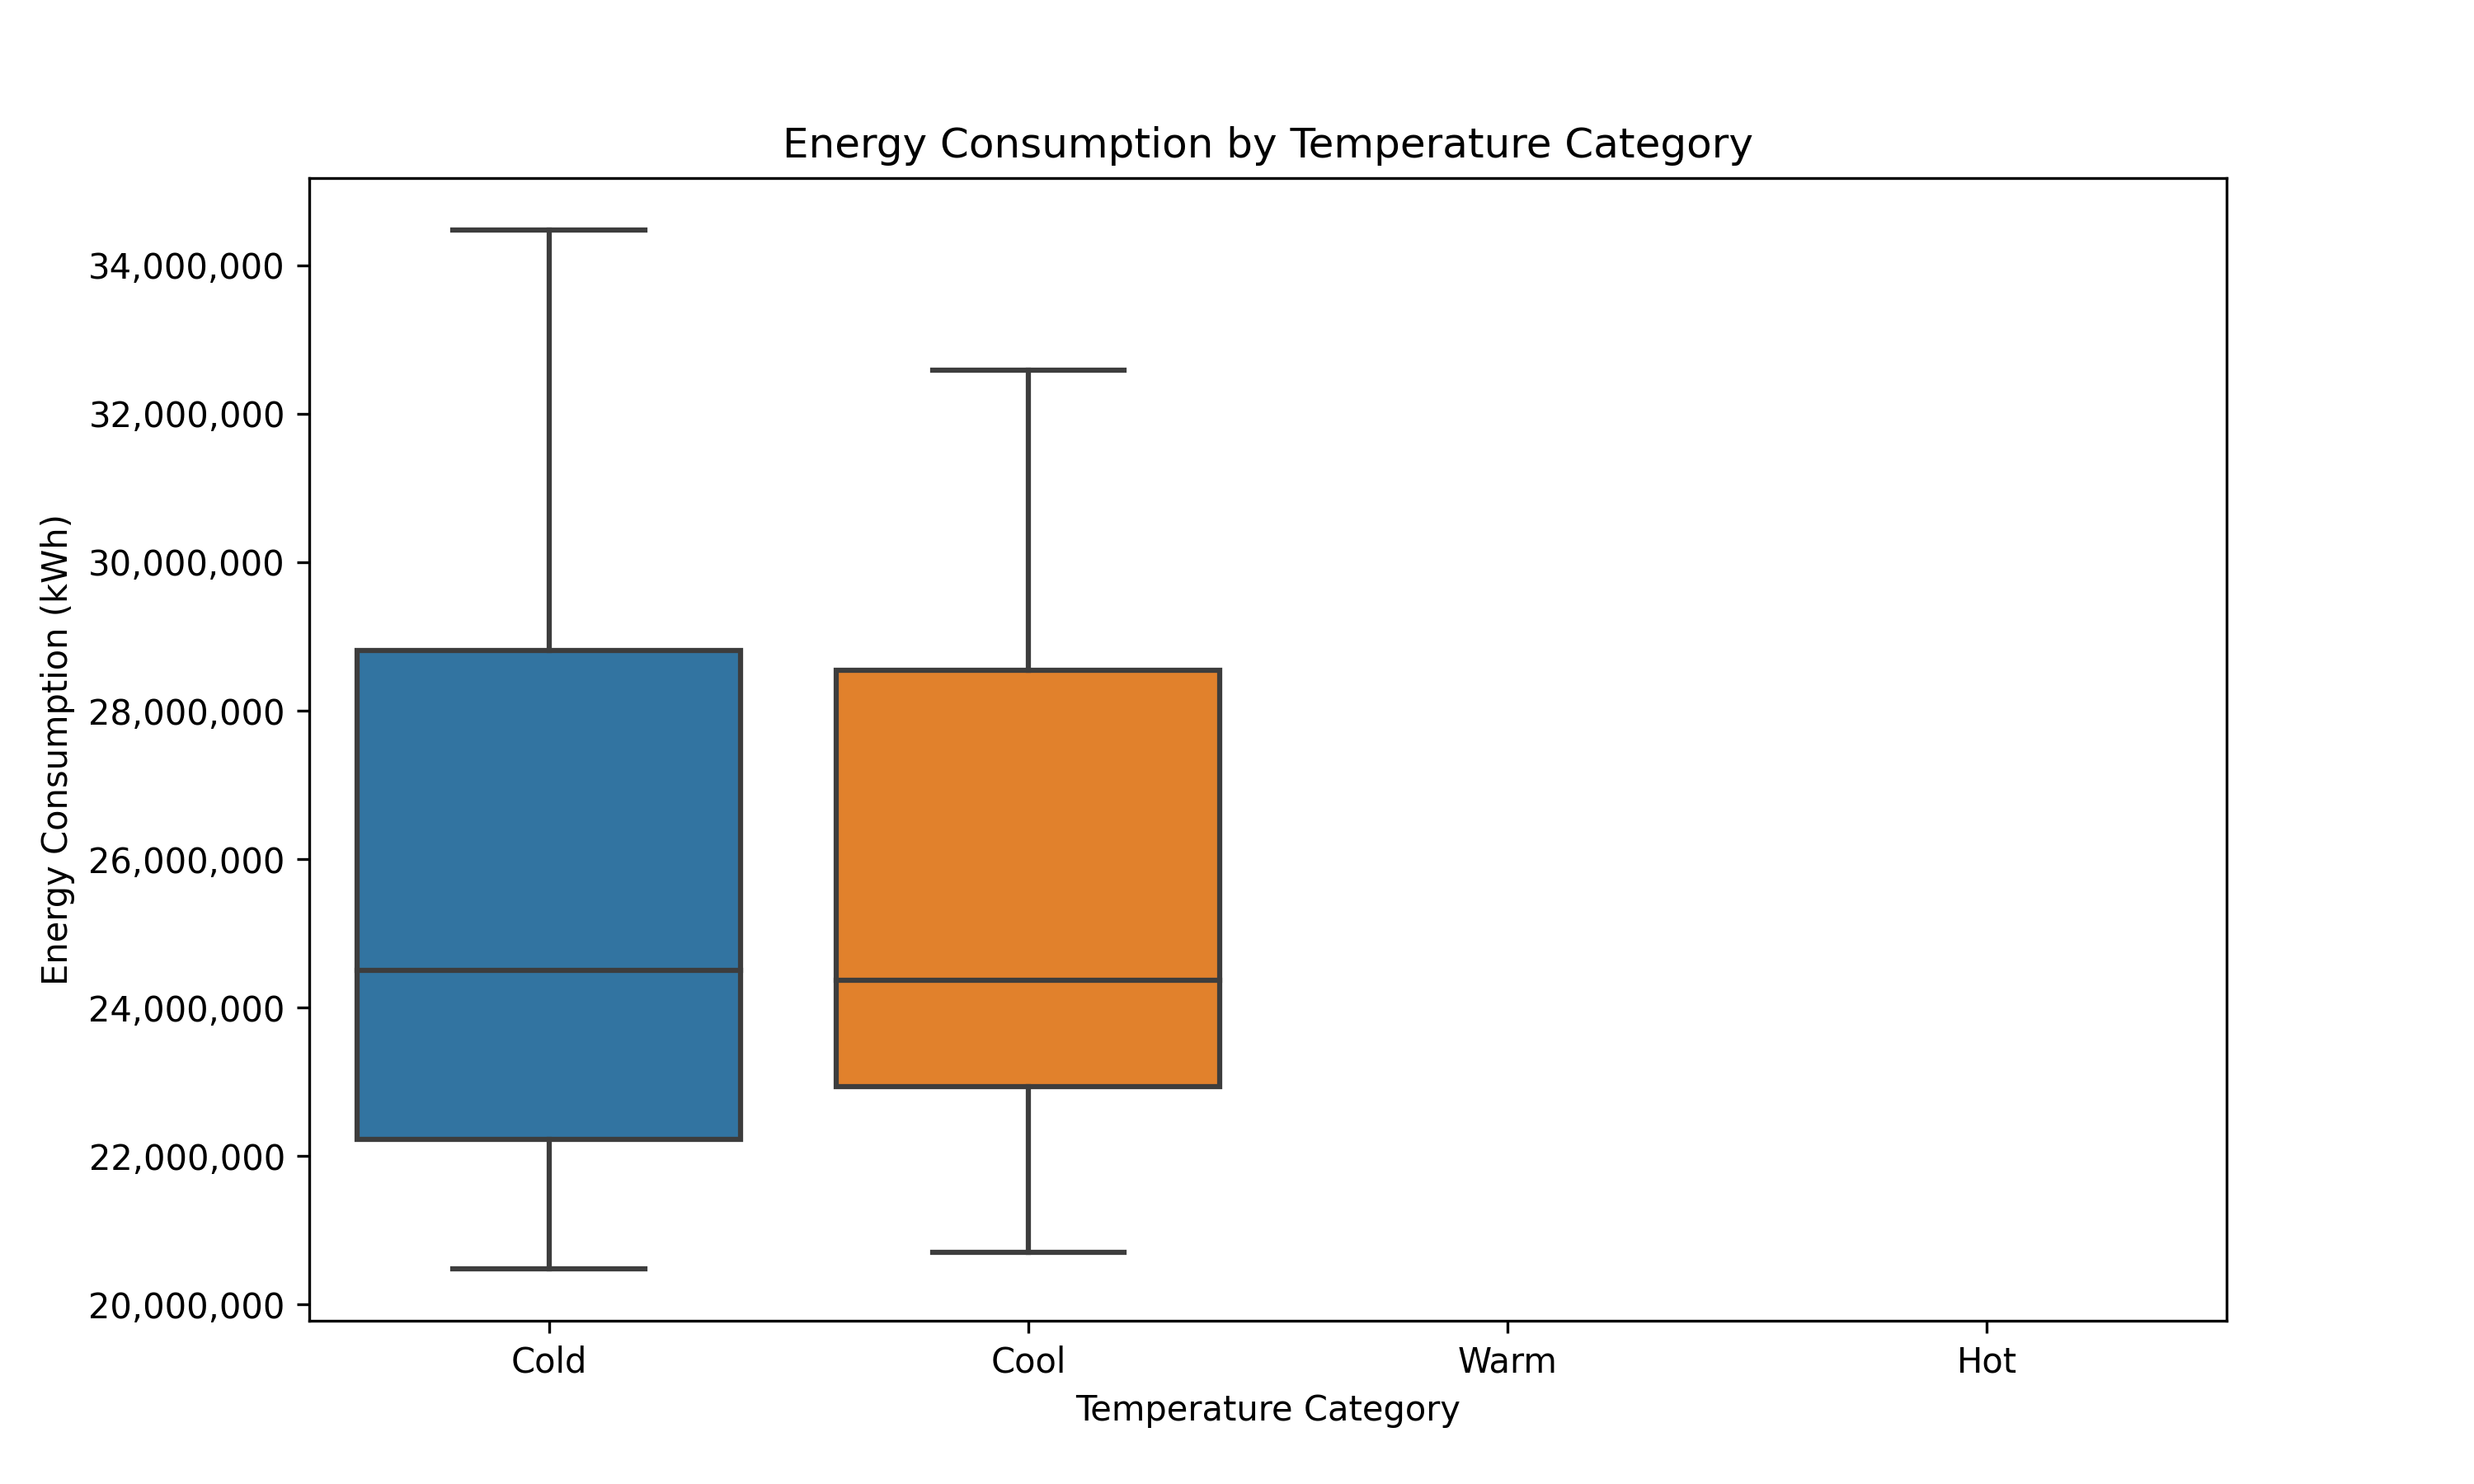 Energy Consumption by Temperature Category
Energy Consumption (kWh)
34,000,000
32,000,000
30,000,000
28,000,000
26,000,000
24,000,000
22,000,000
20,000,000
Cold
Cool
Warm
Hot
Temperature Category